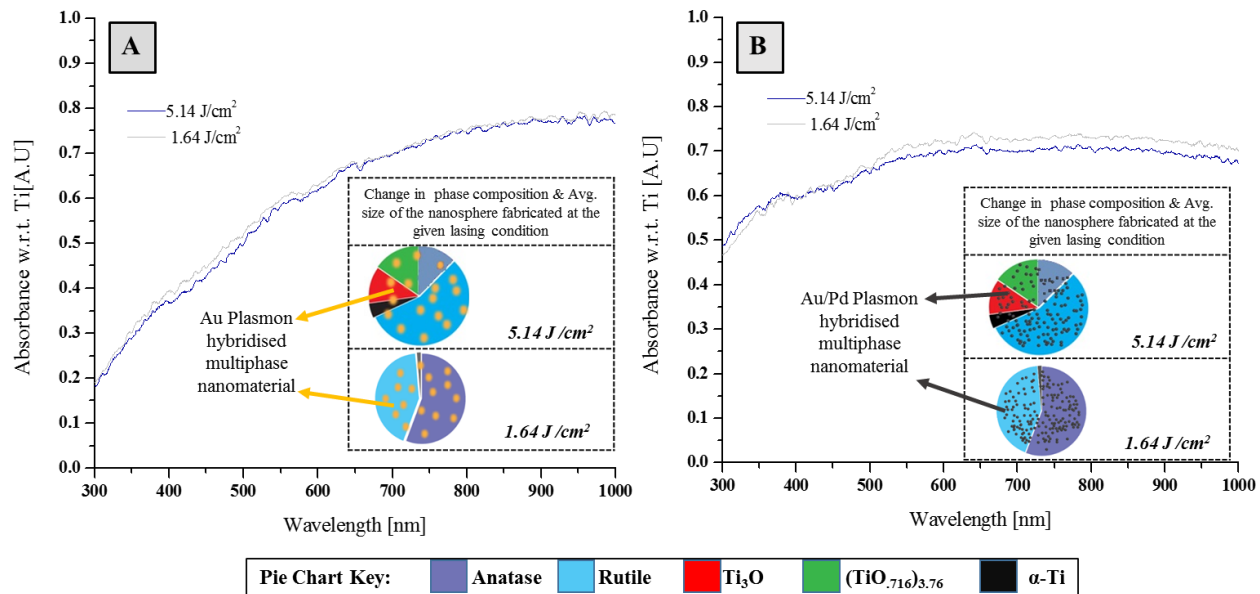 A
5.14 J/cm²
1.64 J/cm²
Absorbance w.r.t. Ti[A.U]
1.0
0.9
0.8
0.7
0.6
0.5
0.4
0.3
0.2
0.1
0.0
300 400 500 600 700 800 900 1000
Wavelength [nm]
Change in phase composition & Avg.
size of the nanosphere fabricated at the
given lasing condition
5.14 J /cm²
1.64 J /cm²
Au Plasmon
hybridised
multiphase
nanomaterial
B
5.14 J/cm²
1.64 J/cm²
Absorbance w.r.t. Ti [A.U]
1.0
0.9
0.8
0.7
0.6
0.5
0.4
0.3
0.2
0.1
0.0
300 400 500 600 700 800 900 1000
Wavelength [nm]
Change in phase composition & Avg.
size of the nanosphere fabricated at the
given lasing condition
5.14 J /cm²
1.64 J /cm²
Au/Pd Plasmon
hybridised
multiphase
nanomaterial
Pie Chart Key: Anatase Rutile Ti₃O (TiO.₇₁₆)₃.₇₆ α-Ti